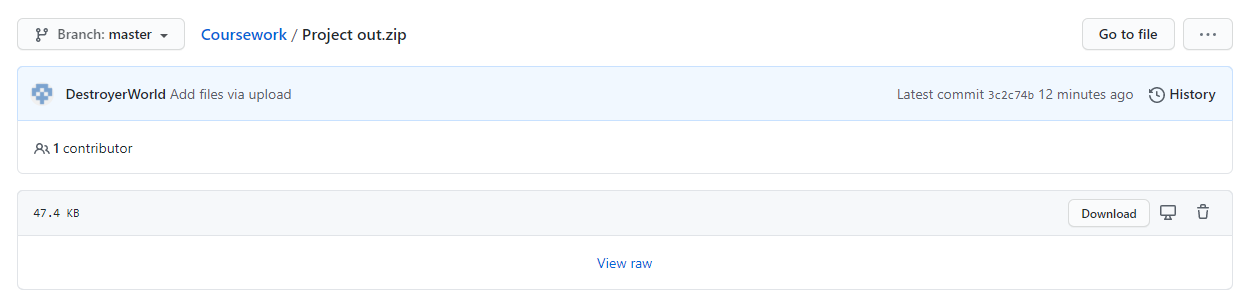 Branch: master Coursework / Project out.zip Go to file ...
DestroyerWorld Add files via upload Latest commit 3c2c74b 12 minutes ago History
1 contributor
47.4 KB Download
View raw